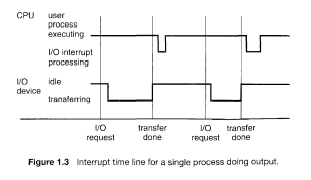 CPU user
process
executing
I/O interrupt
processing
I/O idle
device
transferring
I/O transfer I/O transfer
request done request done
Figure 1.3 Interrupt time line for a single process doing output.